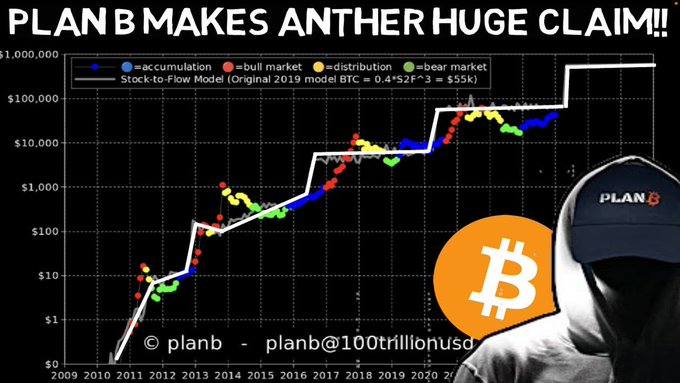 PLAN B MAKES ANTHER HUGE CLAIM!!
$1,000,000
=accumulation =bull market =distribution =bear market
Stock-to-Flow Model (Original 2019 model BTC = 0.4*S2F^3 = $55k)
$100,000
$10,000
$1,000
$100
$10
$1
$0
PLAN₿
₿
© planb - planb@100trillionusd
2009 2010 2011 2012 2013 2014 2015 2016 2017 2018 2019 2020